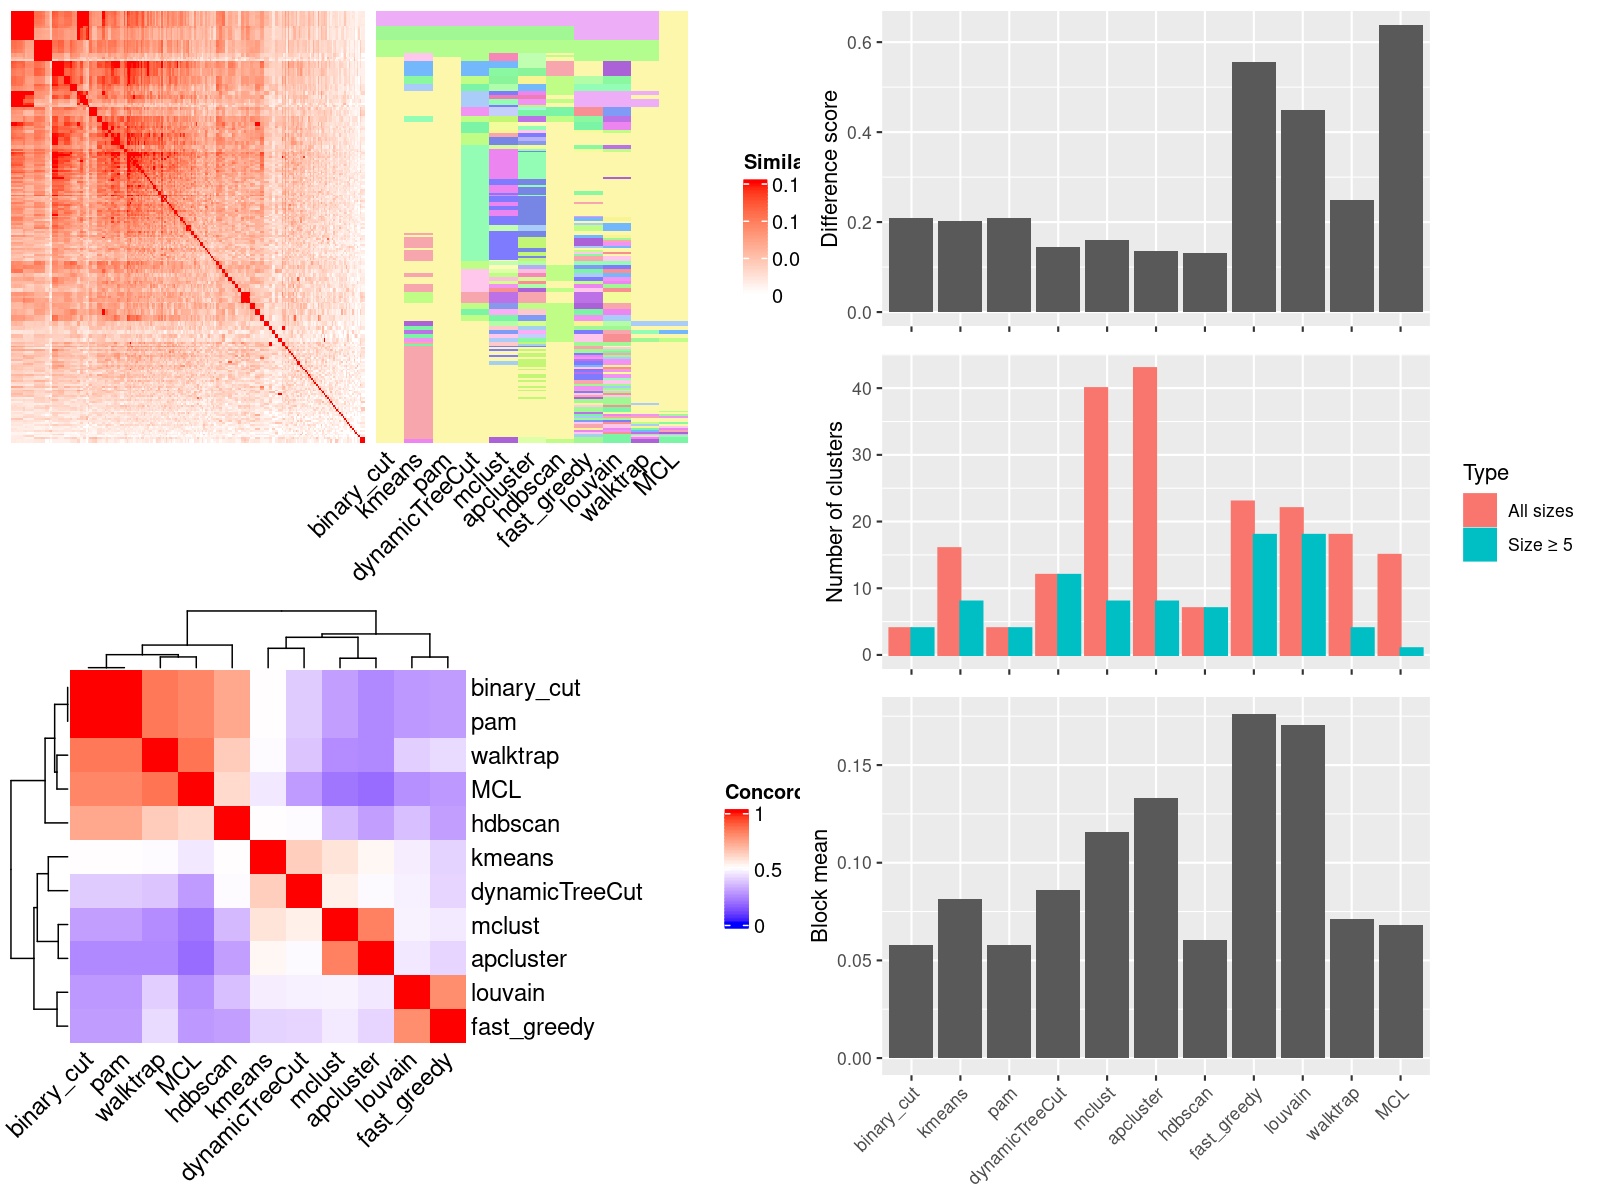 Simila
0.1
0.1
0.0
0
binary_cut
kmeans
pam
dynamicTreeCut
mclust
apcluster
hdbscan
fast_greedy
louvain
walktrap
MCL
binary_cut
pam
walktrap
MCL
hdbscan
kmeans
dynamicTreeCut
mclust
apcluster
louvain
fast_greedy
binary_cut
pam
walktrap
MCL
hdbscan
kmeans
dynamicTreeCut
mclust
apcluster
louvain
fast_greedy
Concord
1
0.5
0
Difference score
0.6
0.4
0.2
0.0
Number of clusters
40
30
20
10
0
Type
All sizes
Size ≥ 5
Block mean
0.15
0.10
0.05
0.00
binary_cut
kmeans
pam
dynamicTreeCut
mclust
apcluster
hdbscan
fast_greedy
louvain
walktrap
MCL